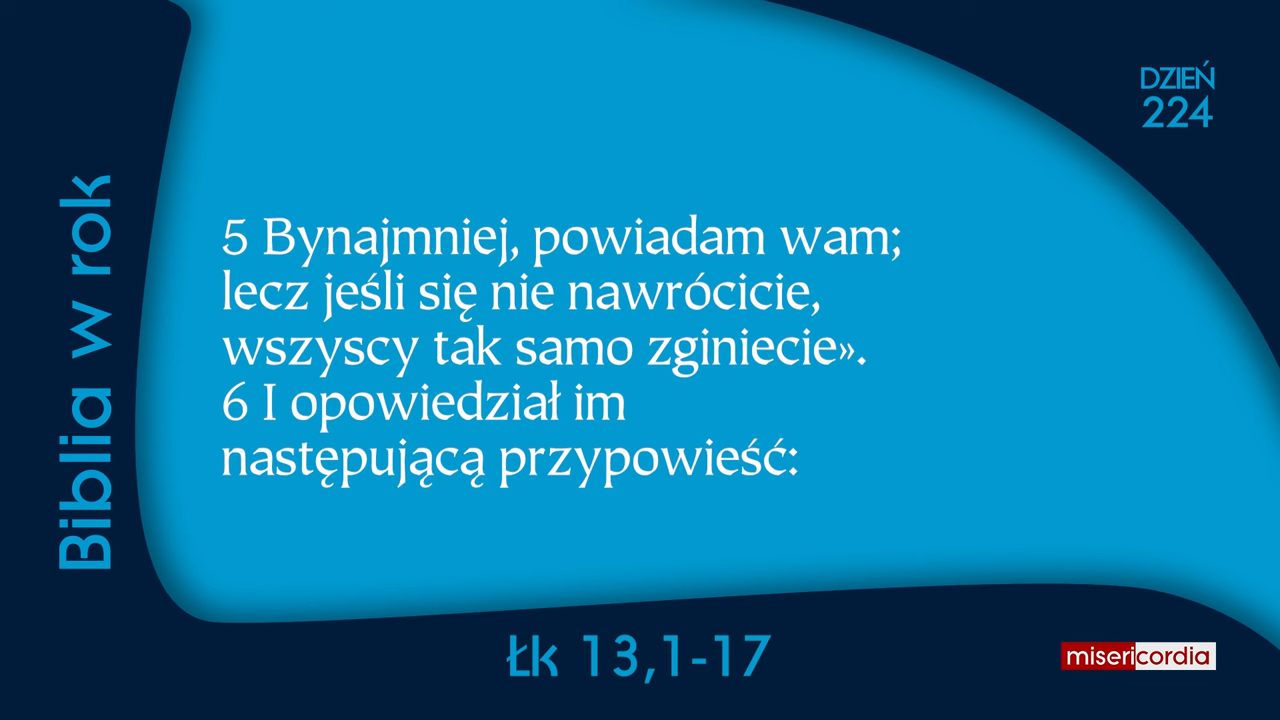 DZIEŃ
224
Biblia w rok
5 Bynajmniej, powiadam wam;
lecz jeśli się nie nawrócicie,
wszyscy tak samo zginiecie».
6 I opowiedział im
następującą przypowieść:
Łk 13,1-17
misericordia